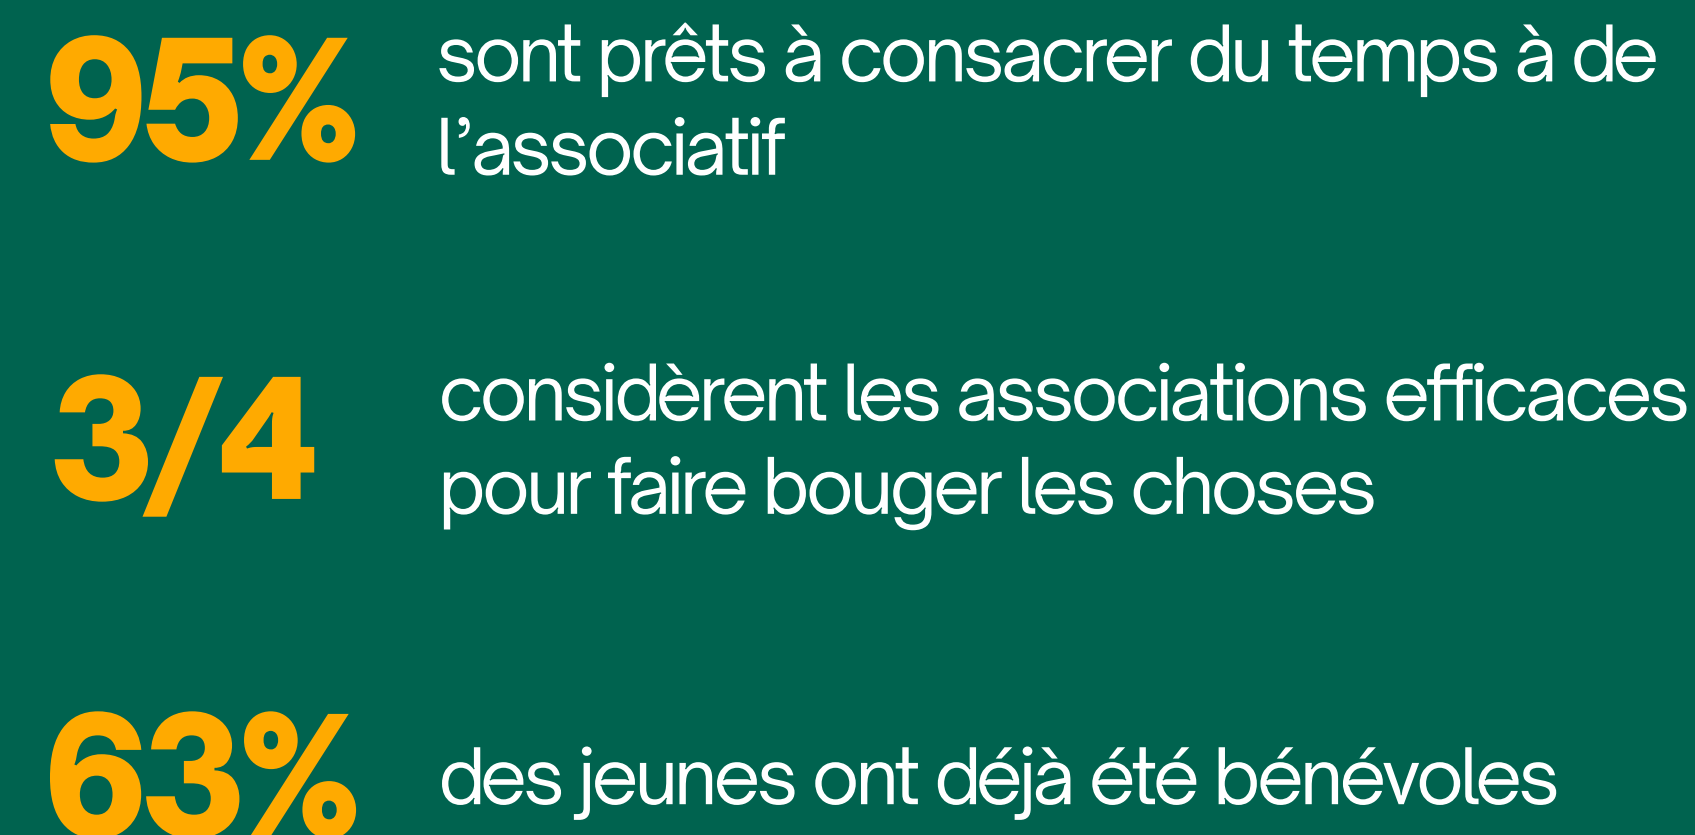 95% sont prêts à consacrer du temps à de
l’associatif
3/4 considèrent les associations efficaces
pour faire bouger les choses
63% des jeunes ont déjà été bénévoles